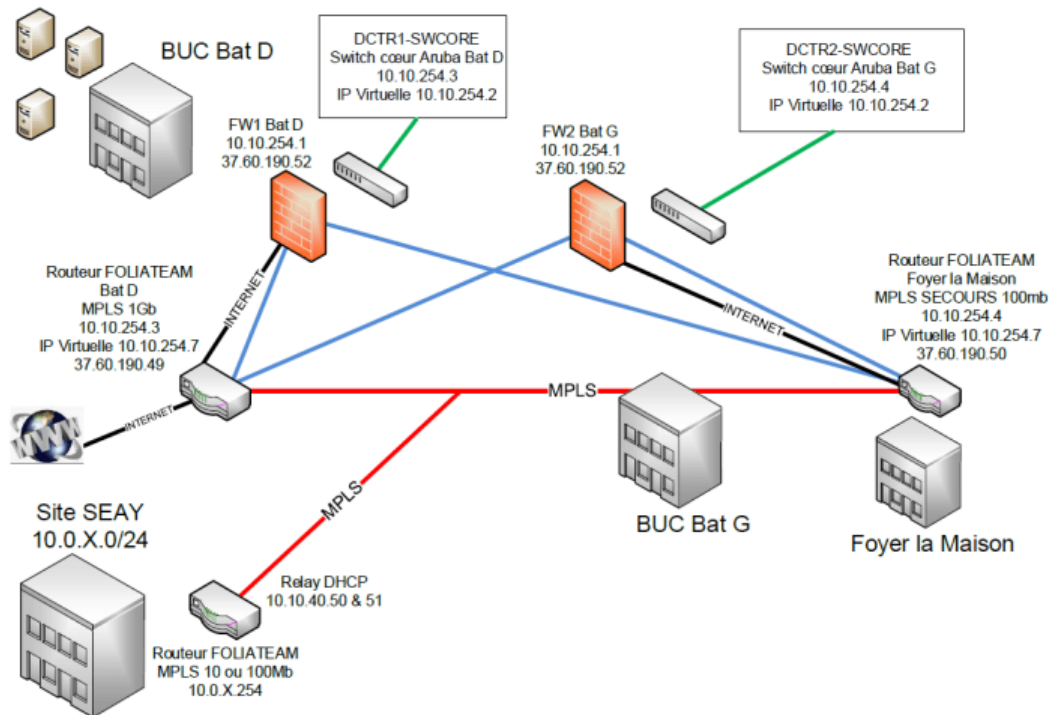 BUC Bat D
DCTR1-SWCORE
Switch cœur Aruba Bat D
10.10.254.3
IP Virtuelle 10.10.254.2
DCTR2-SWCORE
Switch cœur Aruba Bat G
10.10.254.4
IP Virtuelle 10.10.254.2
FW1 Bat D
10.10.254.1
37.60.190.52
FW2 Bat G
10.10.254.1
37.60.190.52
Routeur FOLIATEAM
Bat D
MPLS 1Gb
10.10.254.3
IP Virtuelle 10.10.254.7
37.60.190.49
INTERNET
INTERNET
Routeur FOLIATEAM
Foyer la Maison
MPLS SECOURS 100mb
10.10.254.4
IP Virtuelle 10.10.254.7
37.60.190.50
MPLS
WWW
INTERNET
MPLS
BUC Bat G
Foyer la Maison
Site SEAY
10.0.X.0/24
Relay DHCP
10.10.40.50 & 51
Routeur FOLIATEAM
MPLS 10 ou 100Mb
10.0.X.254